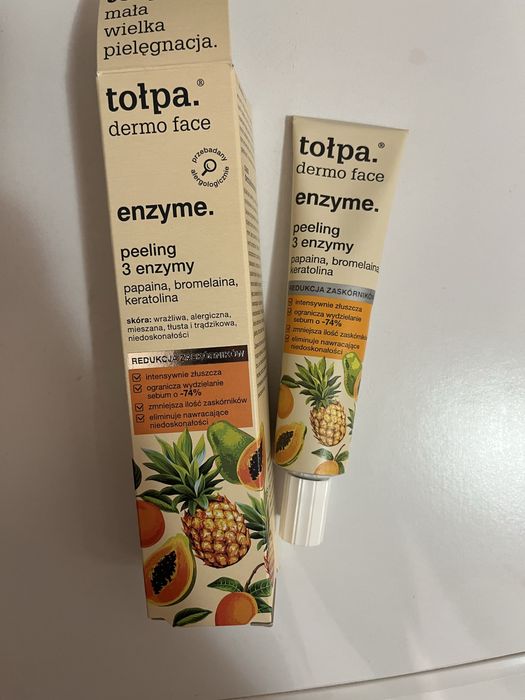 mała
wielka
pielęgnacja.
tołpa.®
dermo face
przebadany
alergologicznie
enzyme.
peeling
3 enzymy
papaina, bromelaina,
keratolina
skóra: wrażliwa, alergiczna,
mieszana, tłusta i trądzikowa,
niedoskonałości
REDUKCJA ZASKÓRNIKÓW
intensywnie złuszcza
ogranicza wydzielanie
sebum o -74%
zmniejsza ilość zaskórników
eliminuje nawracające
niedoskonałości
tołpa.®
dermo face
enzyme.
peeling
3 enzymy
papaina, bromelaina,
keratolina
REDUKCJA ZASKÓRNIKÓW
intensywnie złuszcza
ogranicza wydzielanie
sebum o -74%
zmniejsza ilość zaskórników
eliminuje nawracające
niedoskonałości